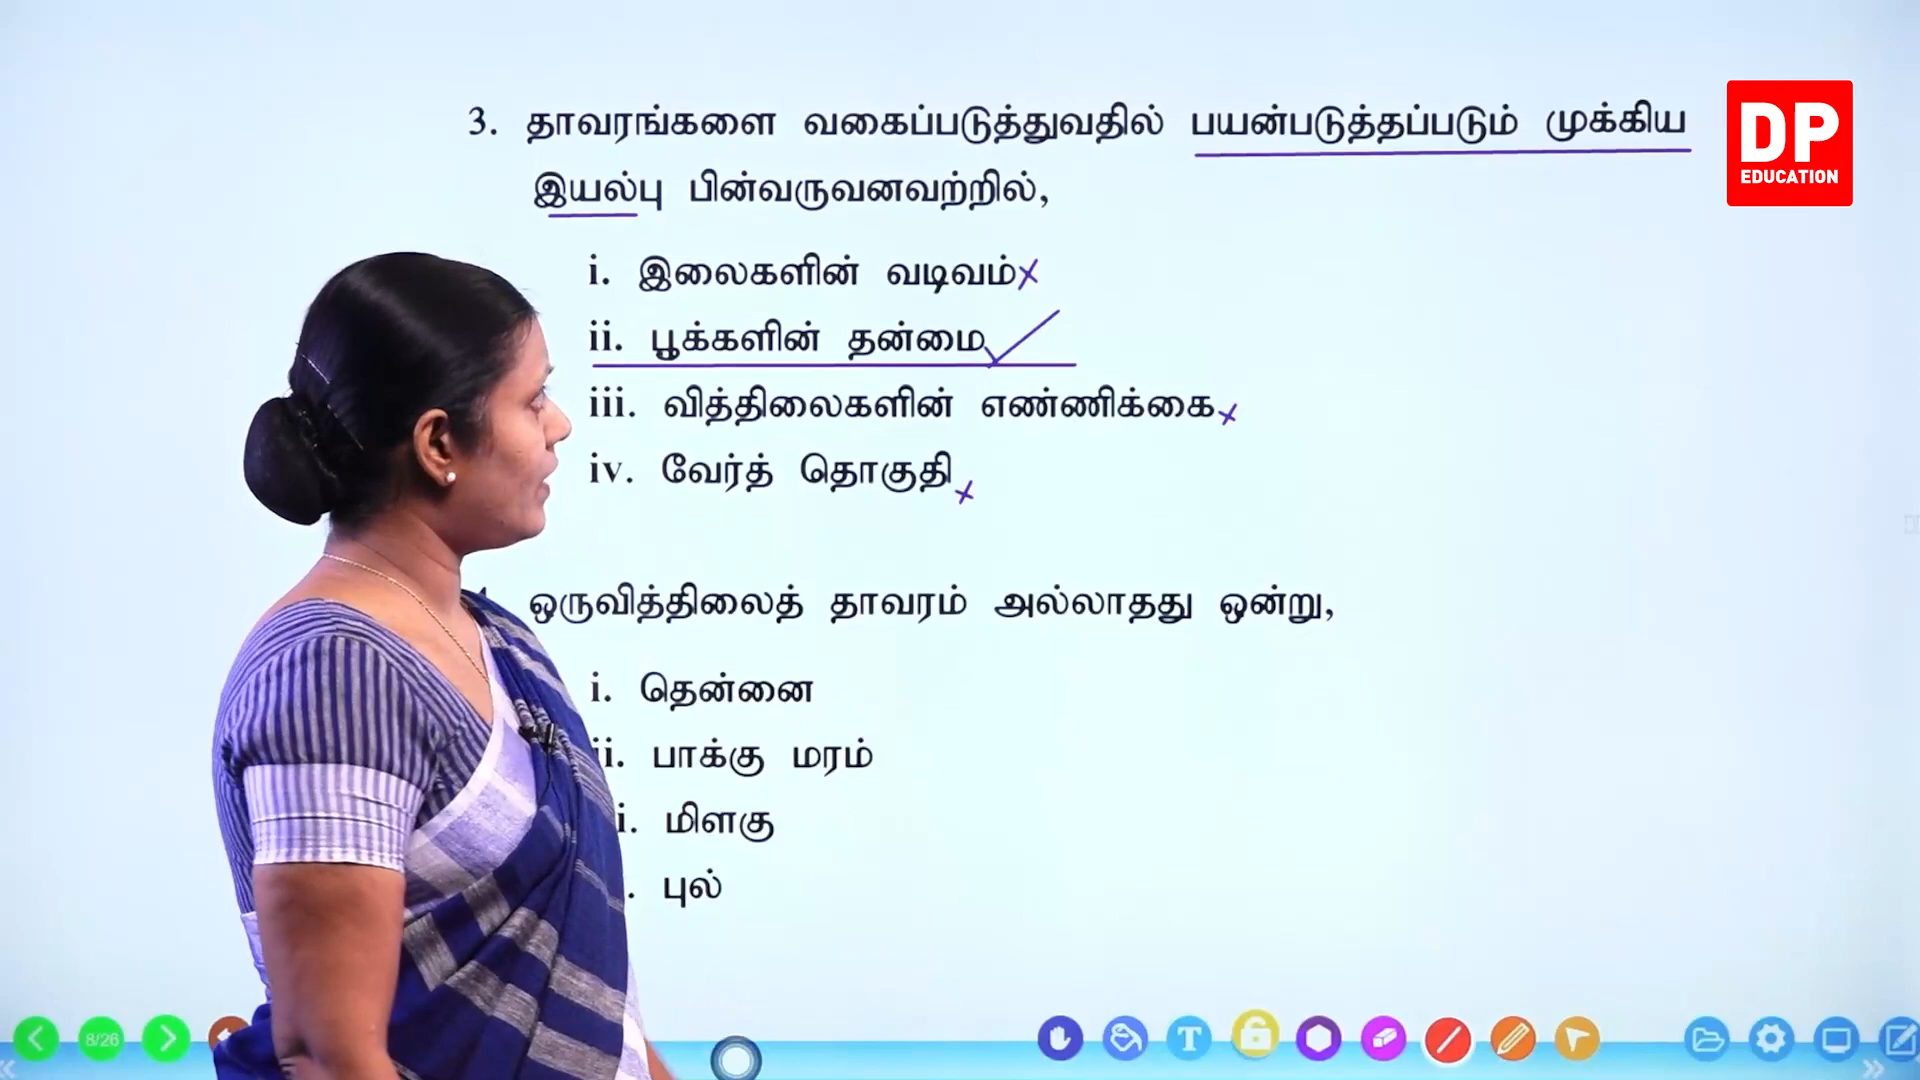 DP
EDUCATION
3. தாவரங்களை வகைப்படுத்துவதில் பயன்படுத்தப்படும் முக்கிய
இயல்பு பின்வருவனவற்றில்,
i. இலைகளின் வடிவம்
ii. பூக்களின் தன்மை
iii. வித்திலைகளின் எண்ணிக்கை
iv. வேர்த் தொகுதி
ஒருவித்திலைத் தாவரம் அல்லாதது ஒன்று,
i. தென்னை
ii. பாக்கு மரம்
i. மிளகு
. புல்
8/26
T